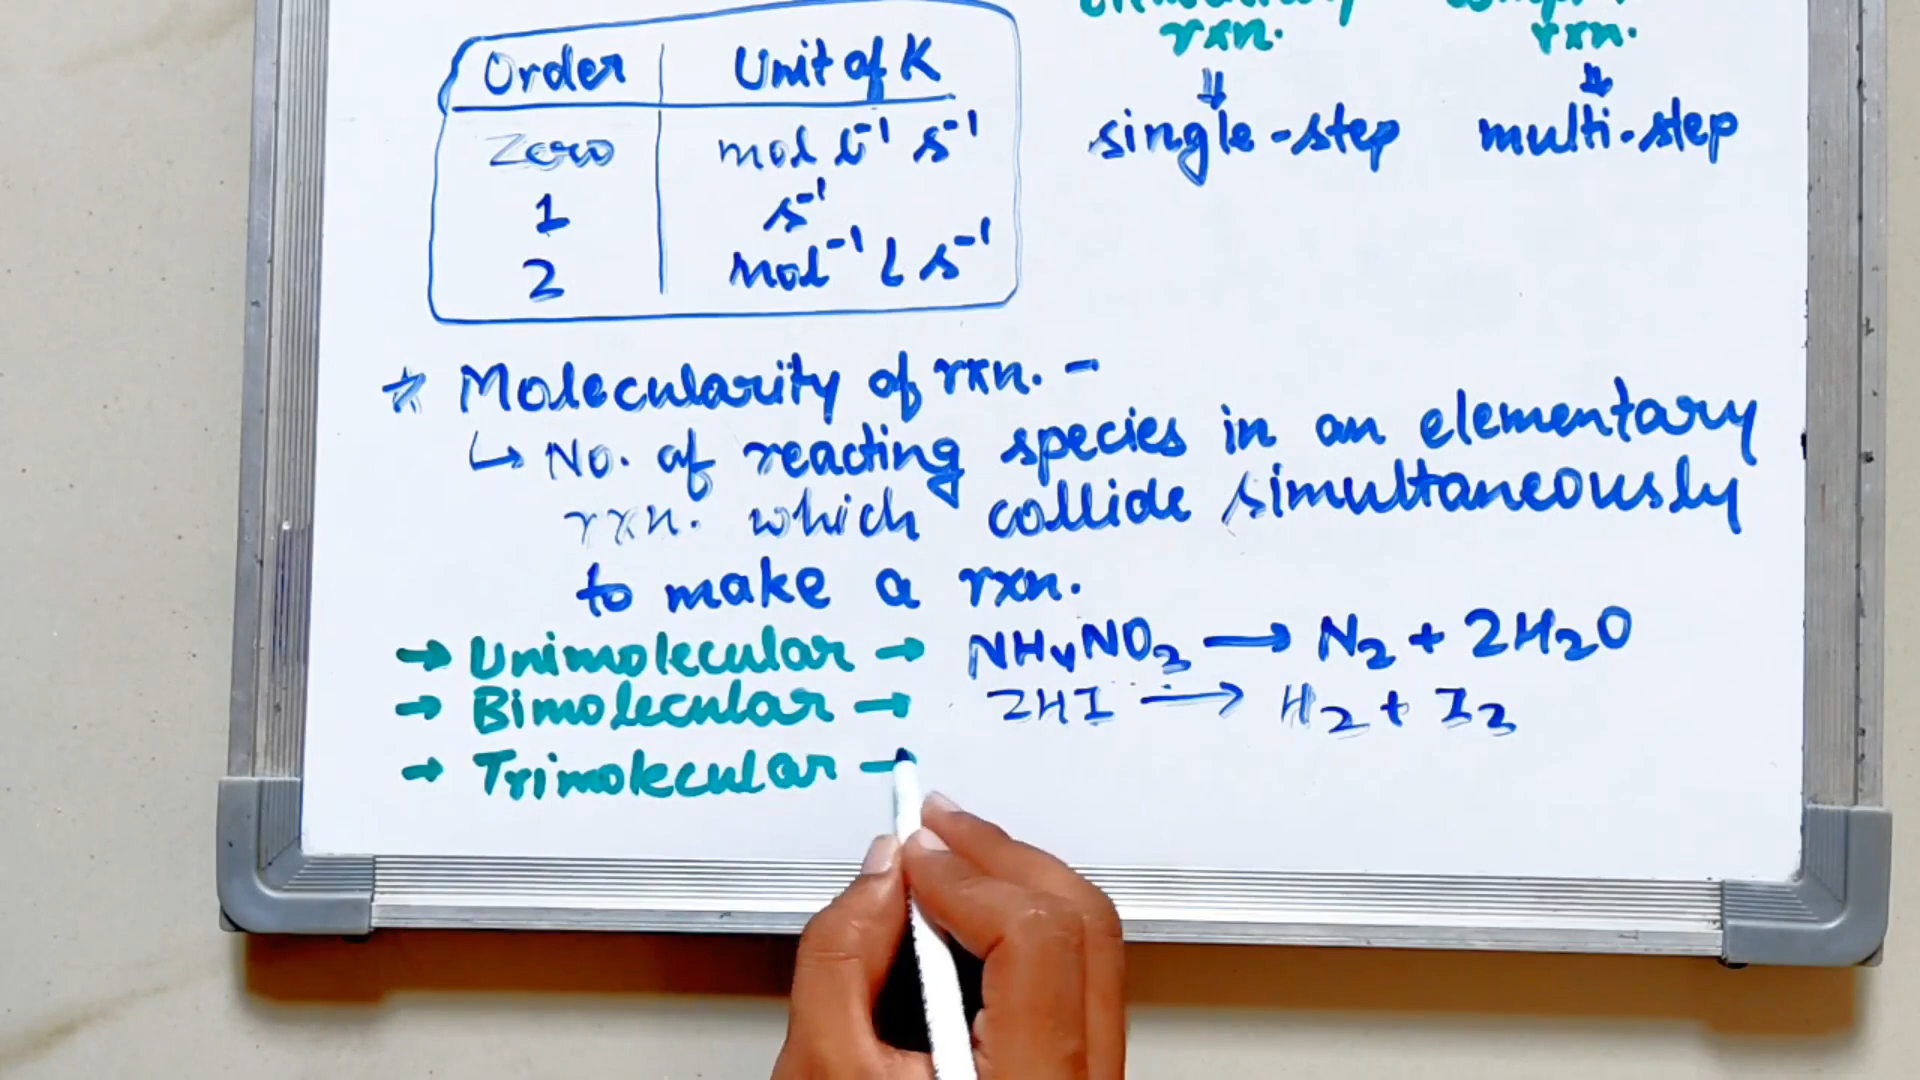 Order Unit of K
Zero mol L⁻¹ s⁻¹
1 s⁻¹
2 mol⁻¹ L s⁻¹
rxn. rxn.
⇓ ⇓
single-step multi-step
* Molecularity of rxn. -
↳ No. of reacting species in an elementary
rxn. which collide simultaneously
to make a rxn.
→ Unimolecular → NH₄NO₃ → N₂ + 2H₂O
→ Bimolecular → 2HI → H₂ + I₂
→ Trimolecular →